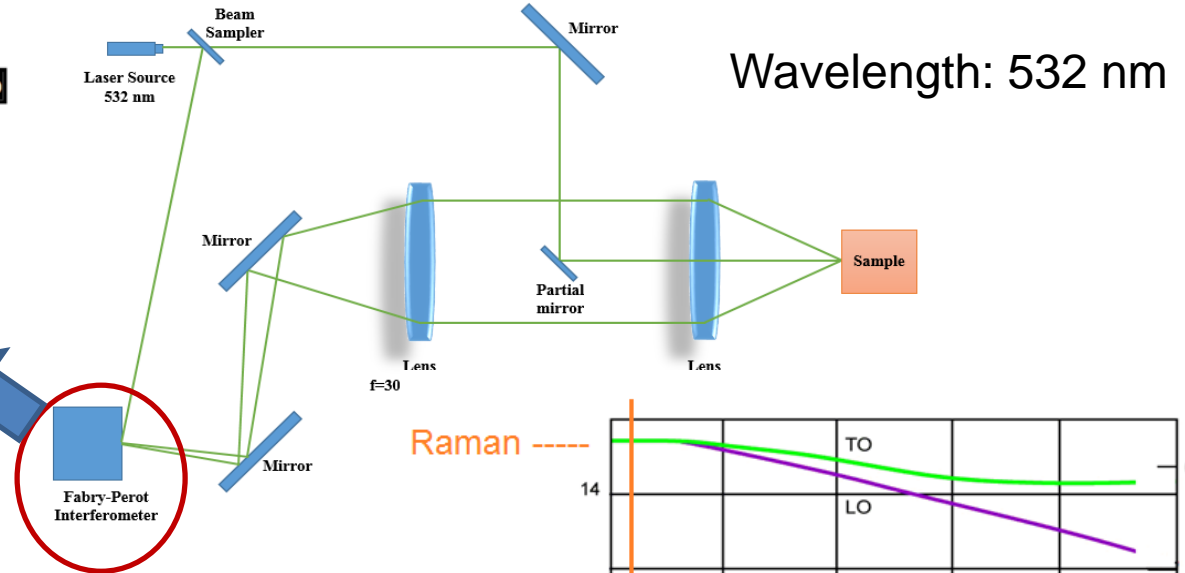 Beam
Sampler
Mirror
Wavelength: 532 nm
Laser Source
532 nm
Mirror
Sample
Partial
mirror
Lens
Lens
f=30
Raman -----
TO
14
LO
Mirror
Fabry-Perot
Interferometer